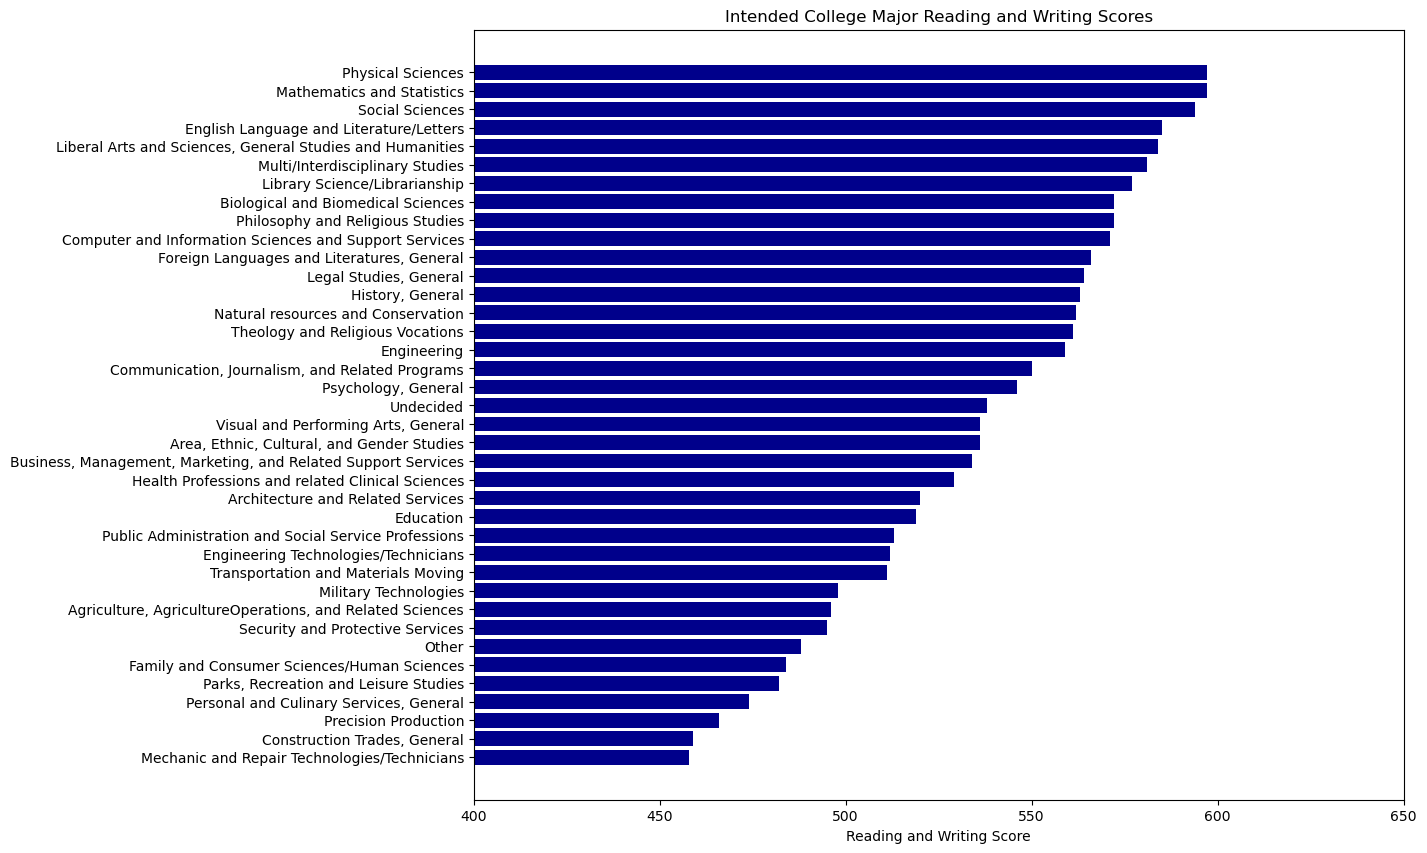 Intended College Major Reading and Writing Scores
Physical Sciences
Mathematics and Statistics
Social Sciences
English Language and Literature/Letters
Liberal Arts and Sciences, General Studies and Humanities
Multi/Interdisciplinary Studies
Library Science/Librarianship
Biological and Biomedical Sciences
Philosophy and Religious Studies
Computer and Information Sciences and Support Services
Foreign Languages and Literatures, General
Legal Studies, General
History, General
Natural resources and Conservation
Theology and Religious Vocations
Engineering
Communication, Journalism, and Related Programs
Psychology, General
Undecided
Visual and Performing Arts, General
Area, Ethnic, Cultural, and Gender Studies
Business, Management, Marketing, and Related Support Services
Health Professions and related Clinical Sciences
Architecture and Related Services
Education
Public Administration and Social Service Professions
Engineering Technologies/Technicians
Transportation and Materials Moving
Military Technologies
Agriculture, AgricultureOperations, and Related Sciences
Security and Protective Services
Other
Family and Consumer Sciences/Human Sciences
Parks, Recreation and Leisure Studies
Personal and Culinary Services, General
Precision Production
Construction Trades, General
Mechanic and Repair Technologies/Technicians
400 450 500 550 600 650
Reading and Writing Score